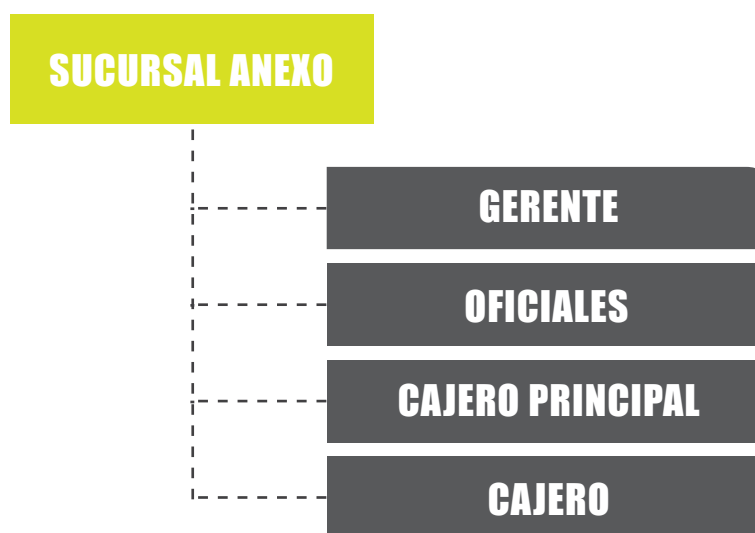 SUCURSAL ANEXO
GERENTE
OFICIALES
CAJERO PRINCIPAL
CAJERO